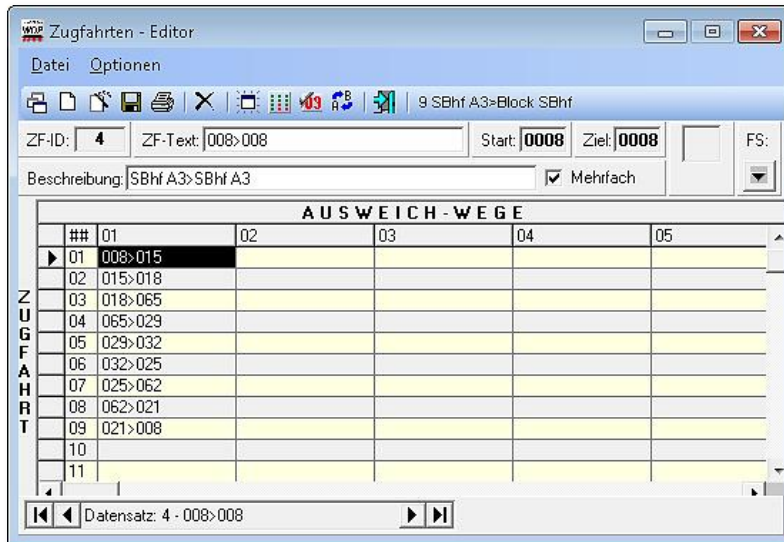 WDP Zugfahrten - Editor
Datei Optionen
9 SBhf A3>Block SBhf
ZF-ID: 4 ZF-Text: 008>008 Start: 0008 Ziel: 0008 FS:
Beschreibung: SBhf A3>SBhf A3 Mehrfach
AUSWEICH-WEGE
## 01 02 03 04 05
01 008>015
02 015>018
03 018>065
04 065>029
05 029>032
06 032>025
07 025>062
08 062>021
09 021>008
10
11
ZUGFAHRT
Datensatz: 4 - 008>008